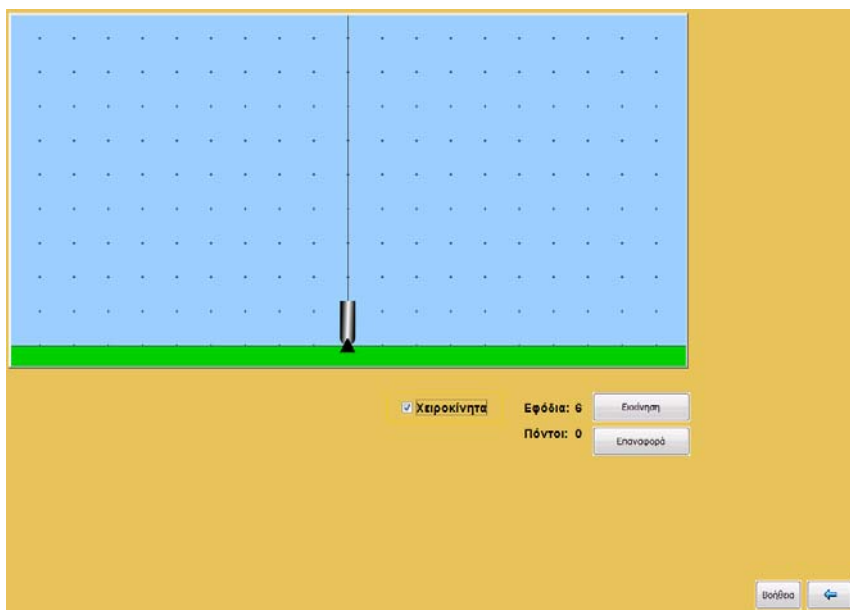 Χειροκίνητα
Εφόδια: 6
Εκκίνηση
Πόντοι: 0
Επαναφορά
Βοήθεια